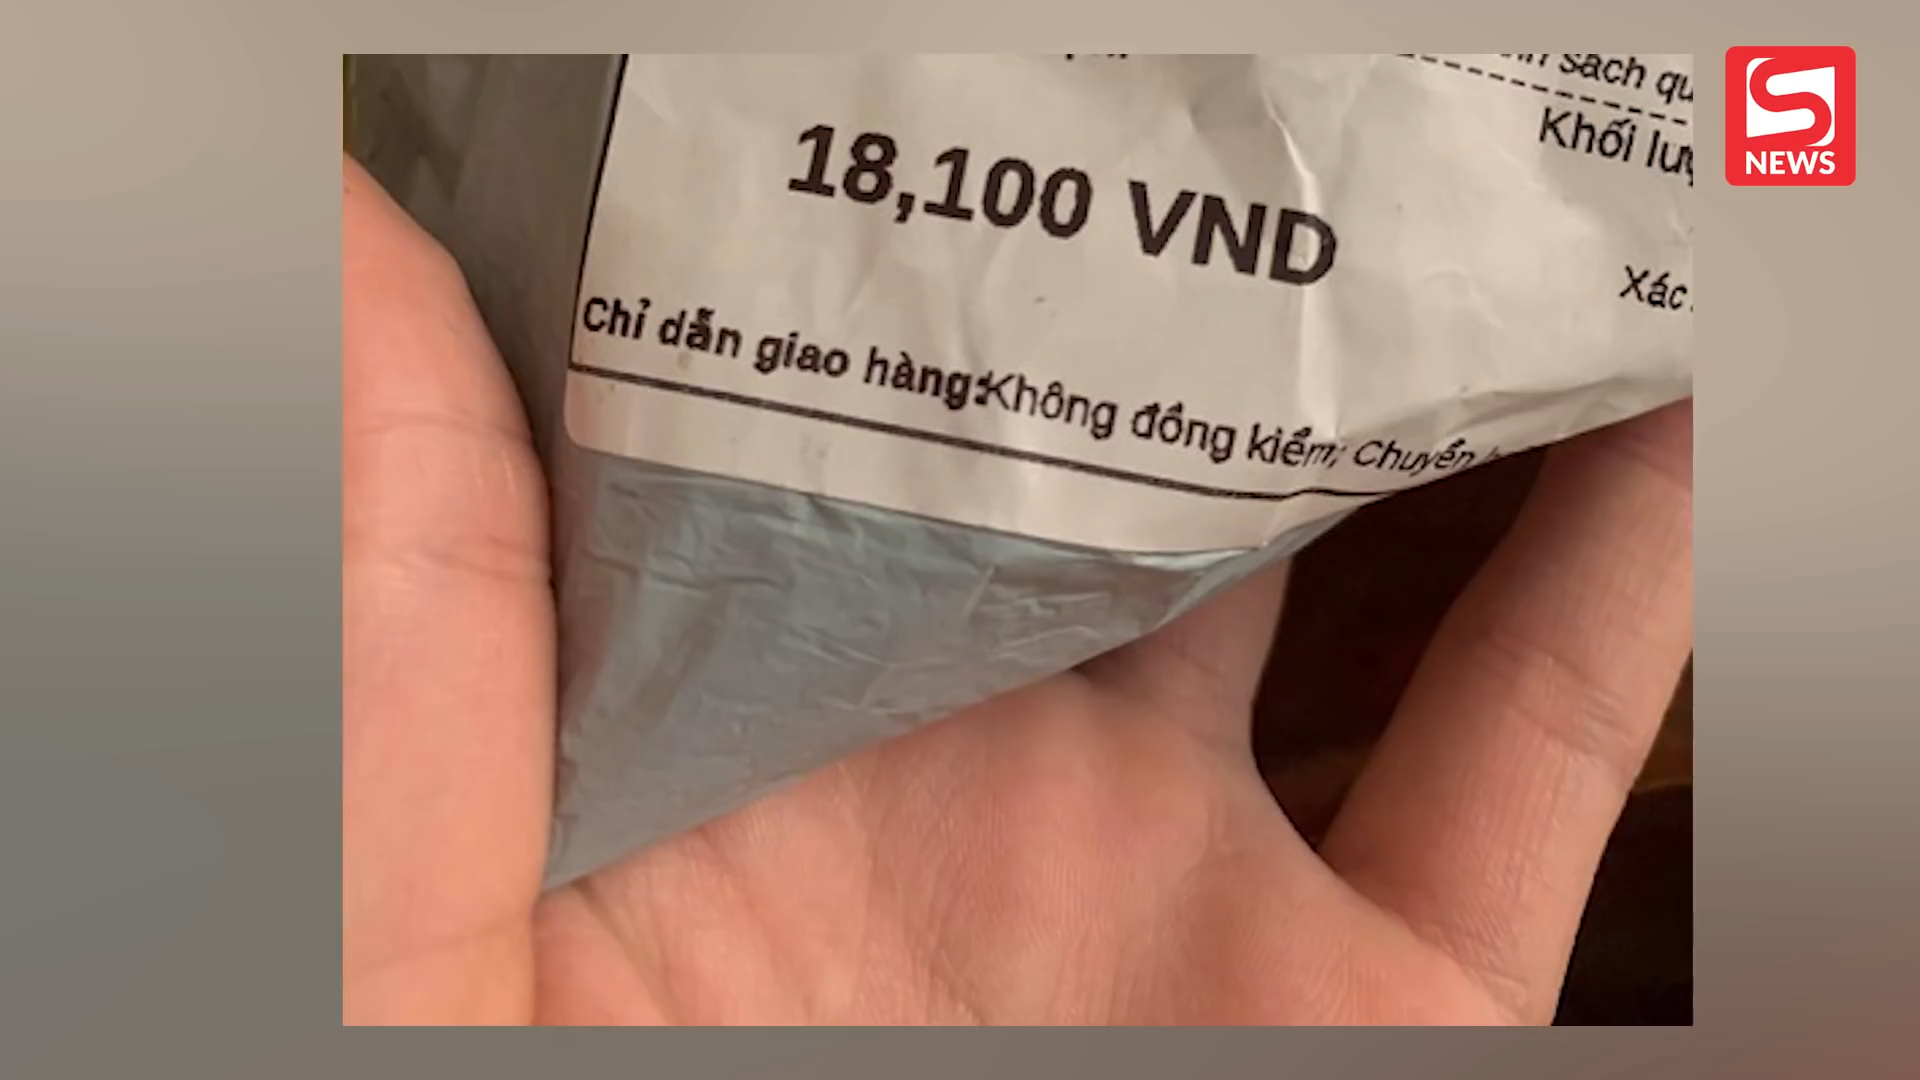 sách
Khối
18,100 VND
Xác
Chỉ dẫn giao hàng:Không đồng kiểm; Chuyển
NEWS